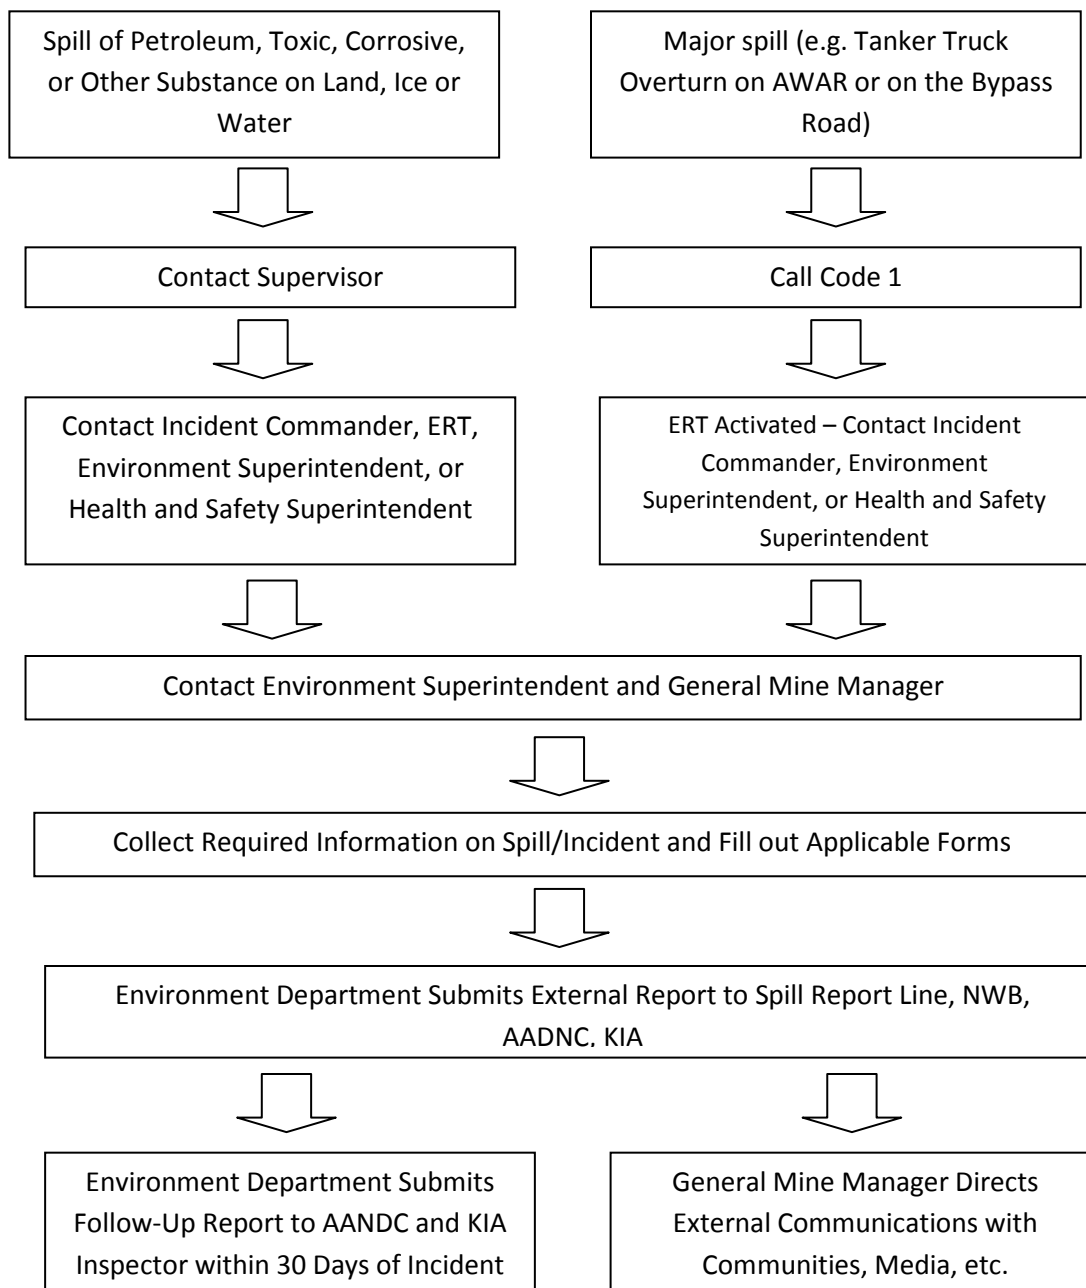 Spill of Petroleum, Toxic, Corrosive,
or Other Substance on Land, Ice or
Water
Major spill (e.g. Tanker Truck
Overturn on AWAR or on the Bypass
Road)
Contact Supervisor
Call Code 1
Contact Incident Commander, ERT,
Environment Superintendent, or
Health and Safety Superintendent
ERT Activated – Contact Incident
Commander, Environment
Superintendent, or Health and Safety
Superintendent
Contact Environment Superintendent and General Mine Manager
Collect Required Information on Spill/Incident and Fill out Applicable Forms
Environment Department Submits External Report to Spill Report Line, NWB,
AADNC, KIA
Environment Department Submits
Follow-Up Report to AANDC and KIA
Inspector within 30 Days of Incident
General Mine Manager Directs
External Communications with
Communities, Media, etc.